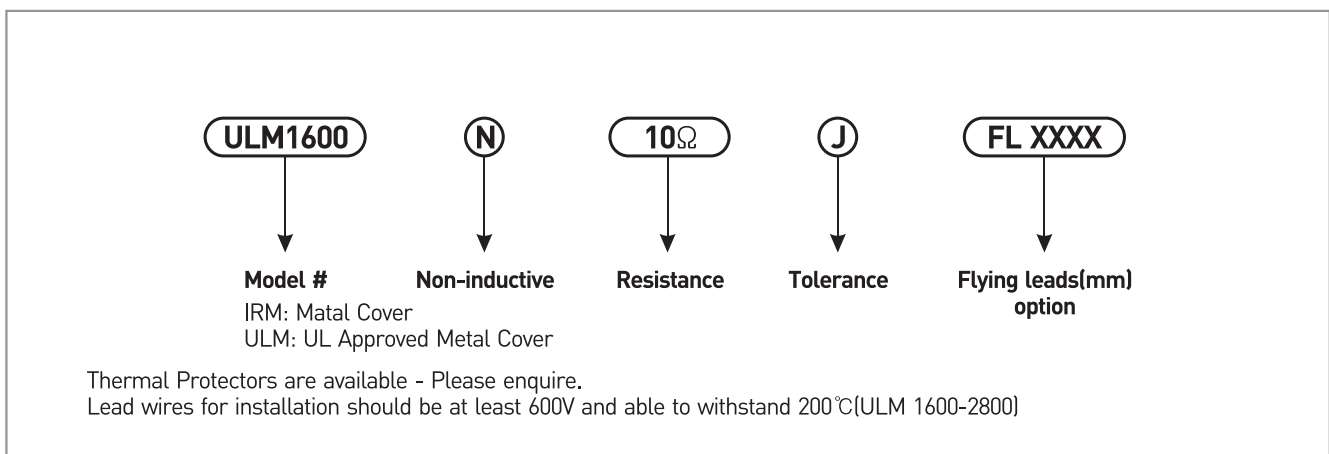 ULM1600 N 10Ω J FL XXXX
Model # Non-inductive Resistance Tolerance Flying leads(mm)
option
IRM: Matal Cover
ULM: UL Approved Metal Cover
Thermal Protectors are available - Please enquire.
Lead wires for installation should be at least 600V and able to withstand 200℃(ULM 1600-2800)